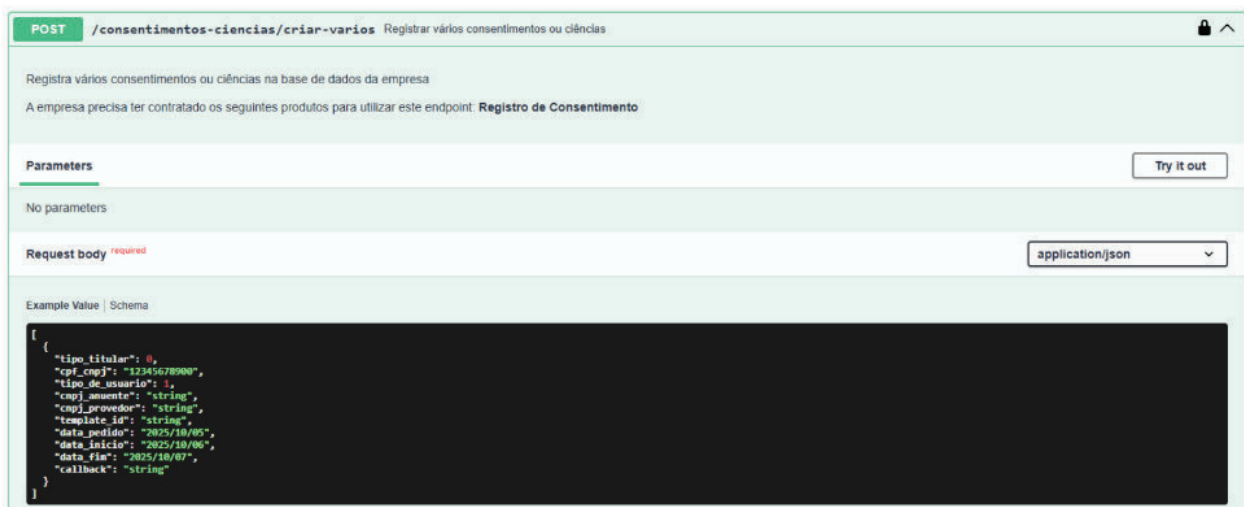 POST /consentimentos-ciencias/criar-varios Registrar vários consentimentos ou ciências
Registra vários consentimentos ou ciências na base de dados da empresa
A empresa precisa ter contratado os seguintes produtos para utilizar este endpoint: Registro de Consentimento
Parameters
Try it out
No parameters
Request body required
application/json
Example Value | Schema
[
{
"tipo_titular": 0,
"cpf_cnpj": "12345678900",
"tipo_de_usuario": 1,
"cnpj_anuente": "string",
"cnpj_provedor": "string",
"template_id": "string",
"data_pedido": "2025/10/05",
"data_inicio": "2025/10/06",
"data_fim": "2025/10/07",
"callback": "string"
}
]